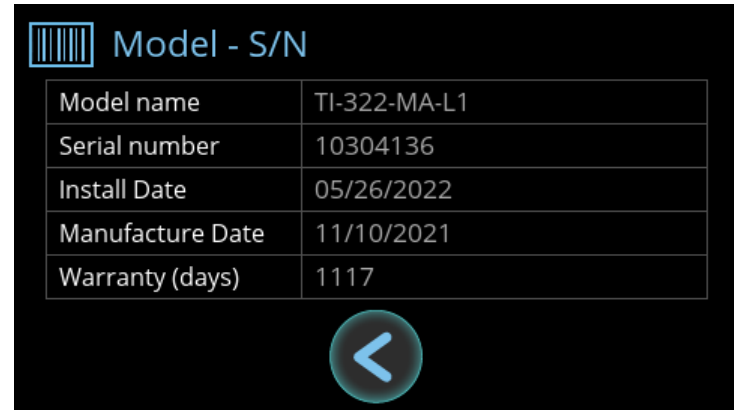 Model - S/N
Model name TI-322-MA-L1
Serial number 10304136
Install Date 05/26/2022
Manufacture Date 11/10/2021
Warranty (days) 1117